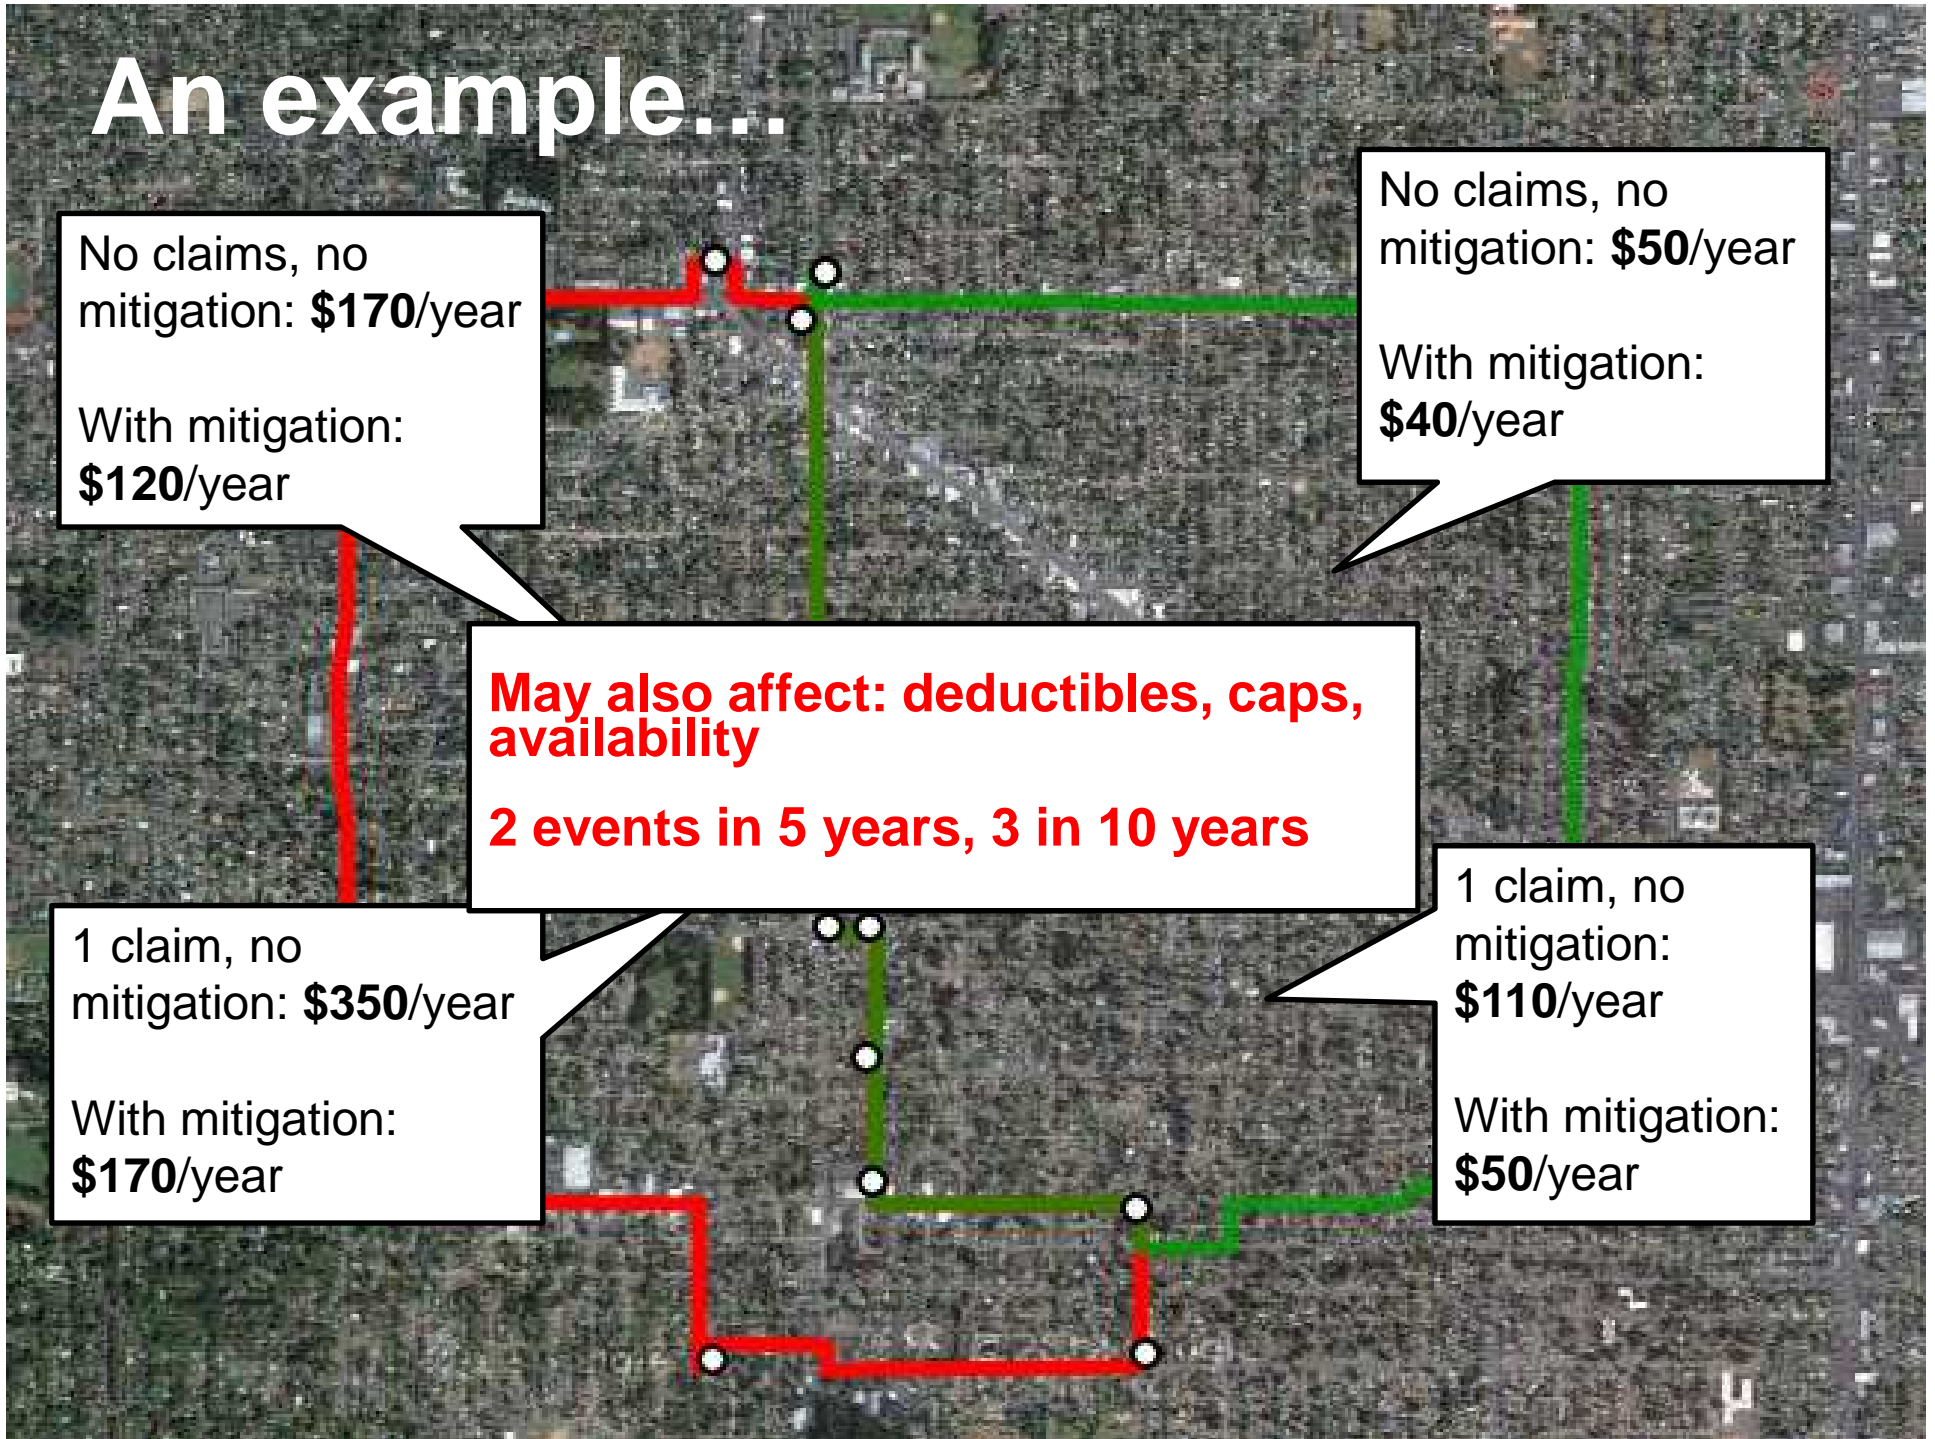 An example…
No claims, no
mitigation: $170/year
With mitigation:
$120/year
No claims, no
mitigation: $50/year
With mitigation:
$40/year
May also affect: deductibles, caps,
availability
2 events in 5 years, 3 in 10 years
1 claim, no
mitigation: $350/year
With mitigation:
$170/year
1 claim, no
mitigation:
$110/year
With mitigation:
$50/year